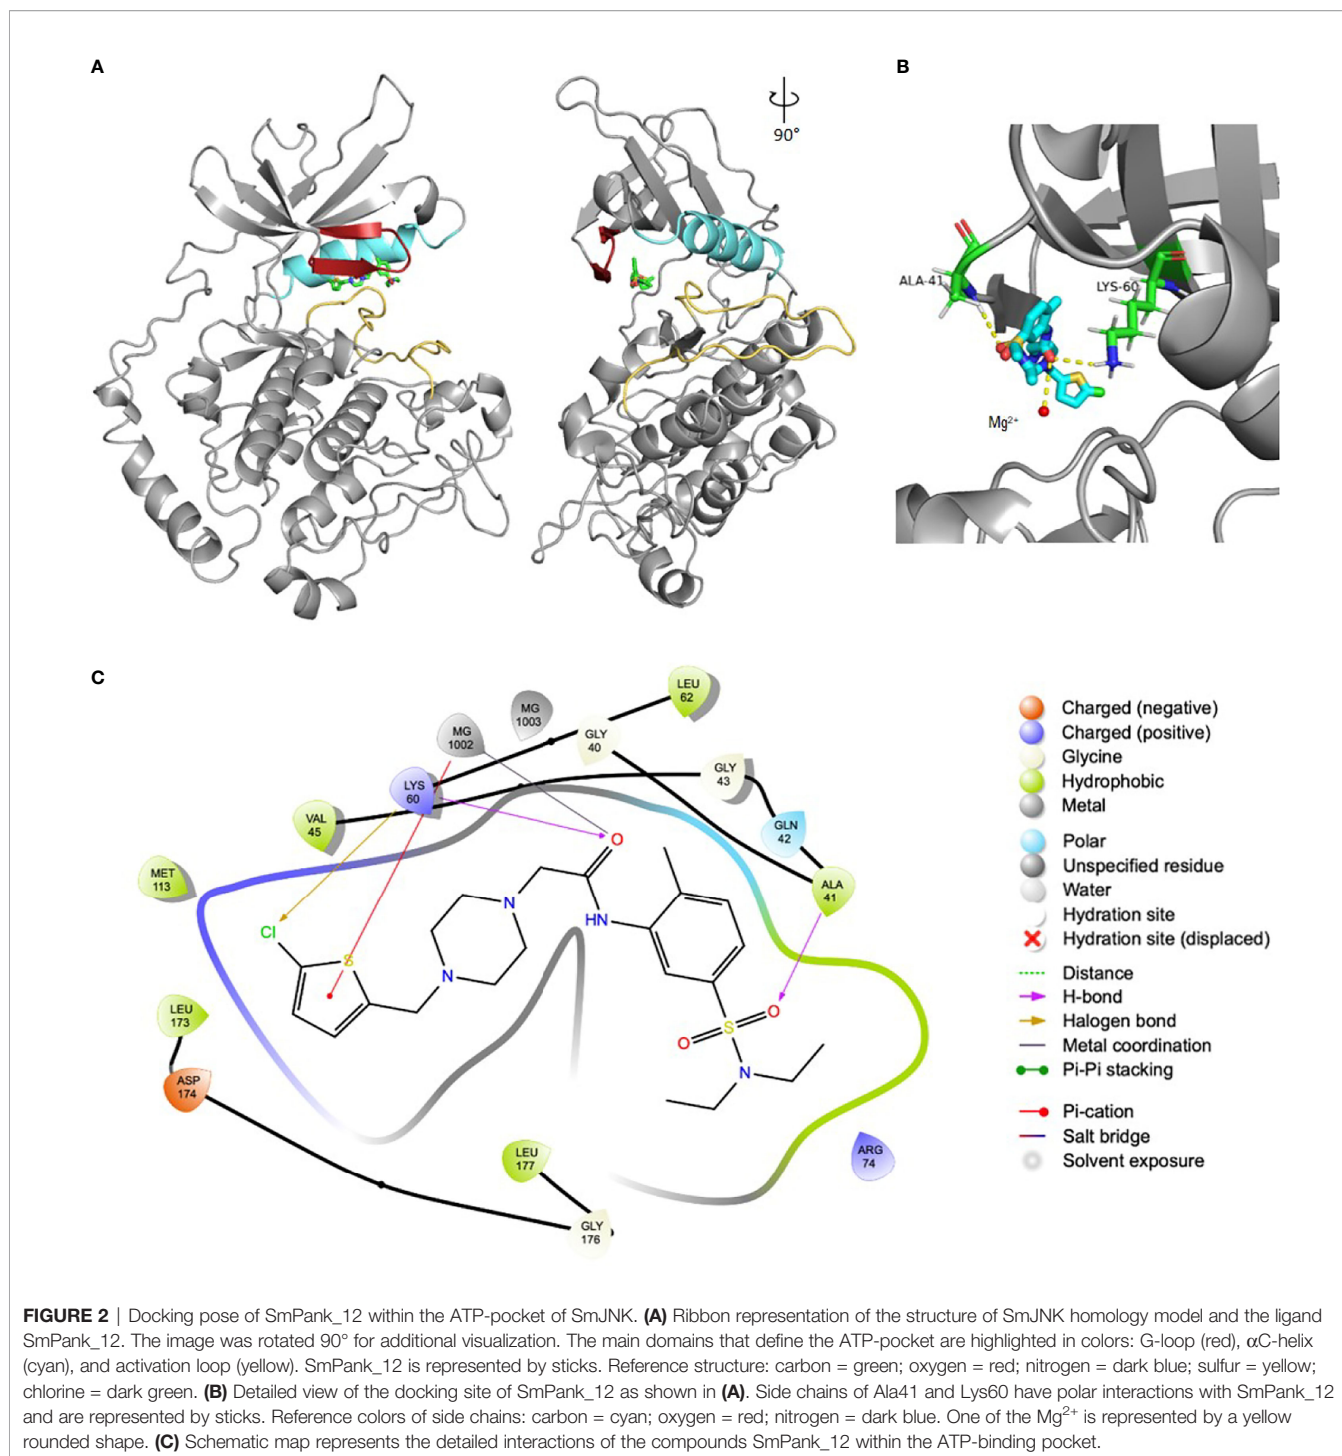 A
90°
B
ALA-41
LYS-60
Mg²⁺
C
LEU
62
MG
1003
MG
1002
GLY
40
GLY
43
LYS
60
VAL
45
GLN
42
MET
113
ALA
41
O
Cl
S
N
HN
N
O
O
S
N
LEU
173
ASP
174
LEU
177
ARG
74
GLY
176
Charged (negative)
Charged (positive)
Glycine
Hydrophobic
Metal
Polar
Unspecified residue
Water
Hydration site
Hydration site (displaced)
Distance
H-bond
Halogen bond
Metal coordination
Pi-Pi stacking
Pi-cation
Salt bridge
Solvent exposure
FIGURE 2 | Docking pose of SmPank_12 within the ATP-pocket of SmJNK. (A) Ribbon representation of the structure of SmJNK homology model and the ligand
SmPank_12. The image was rotated 90° for additional visualization. The main domains that define the ATP-pocket are highlighted in colors: G-loop (red), αC-helix
(cyan), and activation loop (yellow). SmPank_12 is represented by sticks. Reference structure: carbon = green; oxygen = red; nitrogen = dark blue; sulfur = yellow;
chlorine = dark green. (B) Detailed view of the docking site of SmPank_12 as shown in (A). Side chains of Ala41 and Lys60 have polar interactions with SmPank_12
and are represented by sticks. Reference colors of side chains: carbon = cyan; oxygen = red; nitrogen = dark blue. One of the Mg²⁺ is represented by a yellow
rounded shape. (C) Schematic map represents the detailed interactions of the compounds SmPank_12 within the ATP-binding pocket.